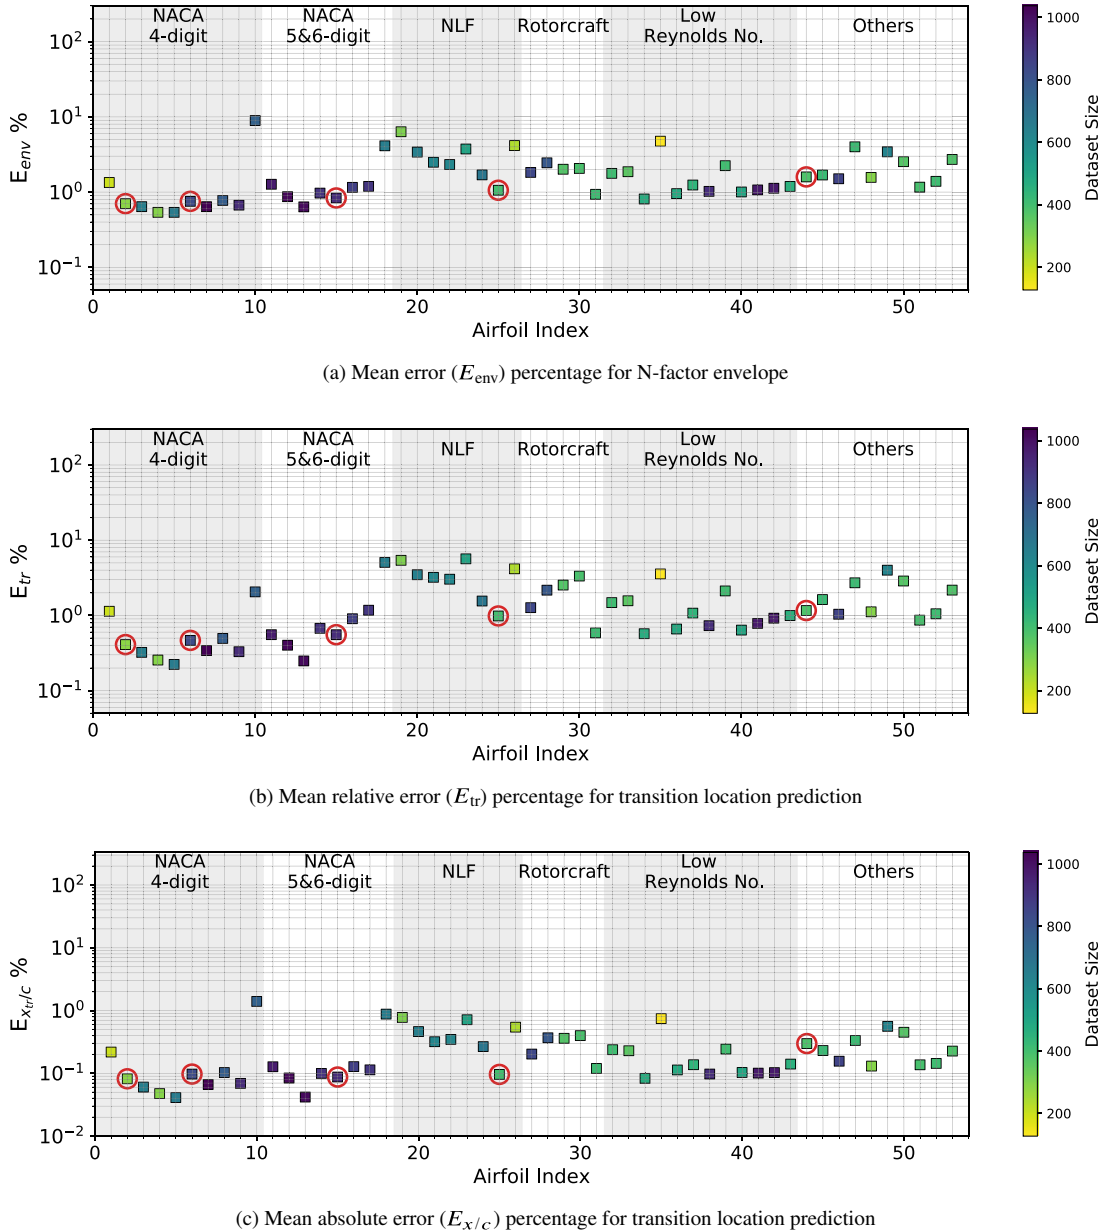 NACA
4-digit
NACA
5&6-digit
NLF
Rotorcraft
Low
Reynolds No.
Others
E_env %
10^2
10^1
10^0
10^-1
0 10 20 30 40 50
Airfoil Index
1000
800
600
400
200
Dataset Size
(a) Mean error (E_env) percentage for N-factor envelope
NACA
4-digit
NACA
5&6-digit
NLF
Rotorcraft
Low
Reynolds No.
Others
E_tr %
10^2
10^1
10^0
10^-1
0 10 20 30 40 50
Airfoil Index
1000
800
600
400
200
Dataset Size
(b) Mean relative error (E_tr) percentage for transition location prediction
NACA
4-digit
NACA
5&6-digit
NLF
Rotorcraft
Low
Reynolds No.
Others
E_x_tr/c %
10^2
10^1
10^0
10^-1
10^-2
0 10 20 30 40 50
Airfoil Index
1000
800
600
400
200
Dataset Size
(c) Mean absolute error (E_x/c) percentage for transition location prediction